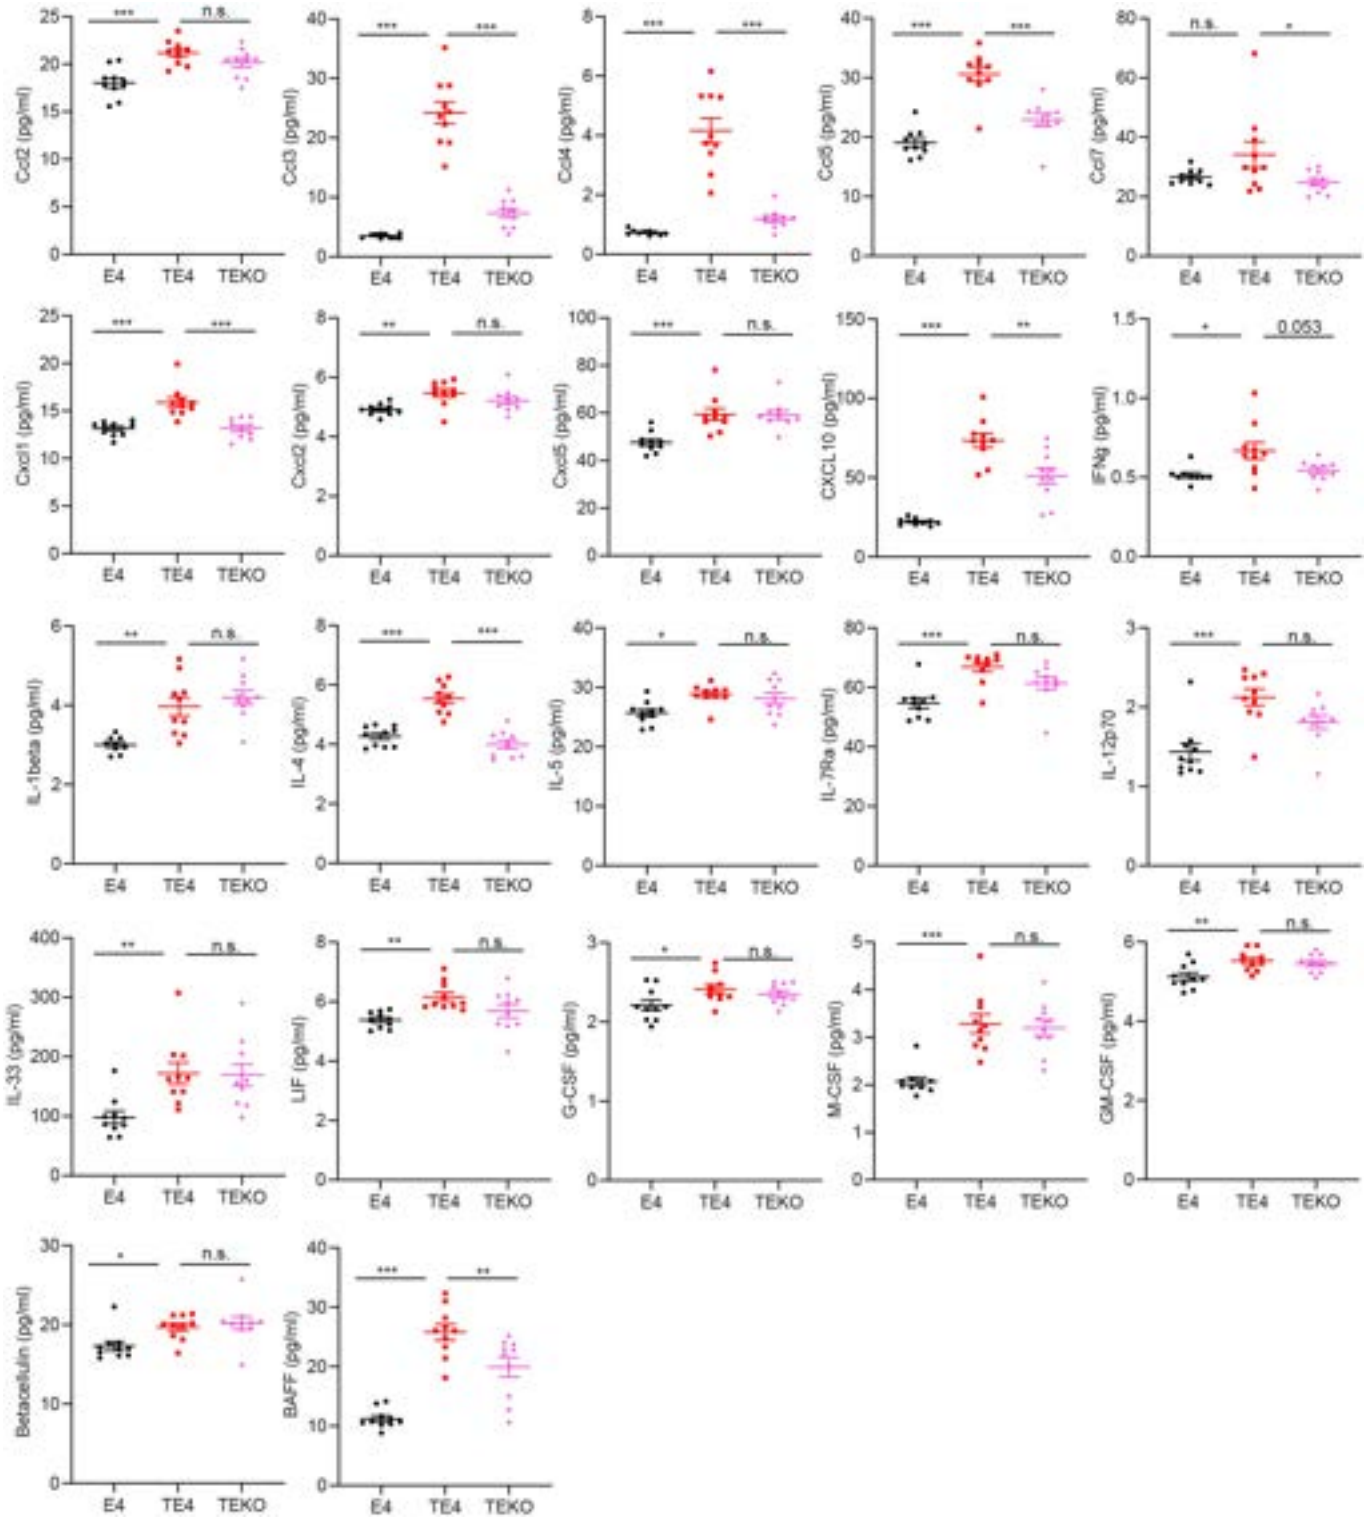 *** n.s.
Ccl2 (pg/ml)
25
20
15
10
5
0
E4 TE4 TEKO
*** ***
Ccl3 (pg/ml)
40
30
20
10
0
E4 TE4 TEKO
*** ***
Ccl4 (pg/ml)
8
6
4
2
0
E4 TE4 TEKO
*** ***
Ccl5 (pg/ml)
40
30
20
10
0
E4 TE4 TEKO
n.s. *
Ccl7 (pg/ml)
80
60
40
20
0
E4 TE4 TEKO
*** ***
Cxcl1 (pg/ml)
25
20
15
10
5
0
E4 TE4 TEKO
** n.s.
Cxcl2 (pg/ml)
8
6
4
2
0
E4 TE4 TEKO
*** n.s.
Cxcl5 (pg/ml)
100
80
60
40
20
0
E4 TE4 TEKO
*** **
CXCL10 (pg/ml)
150
100
50
0
E4 TE4 TEKO
* 0.053
IFNg (pg/ml)
1.5
1.0
0.5
0.0
E4 TE4 TEKO
** n.s.
IL-1beta (pg/ml)
6
4
2
0
E4 TE4 TEKO
*** ***
IL-4 (pg/ml)
8
6
4
2
0
E4 TE4 TEKO
* n.s.
IL-5 (pg/ml)
40
30
20
10
0
E4 TE4 TEKO
*** n.s.
IL-7Ra (pg/ml)
80
60
40
20
0
E4 TE4 TEKO
*** n.s.
IL-12p70
3
2
1
0
E4 TE4 TEKO
** n.s.
IL-33 (pg/ml)
400
300
200
100
0
E4 TE4 TEKO
** n.s.
LIF (pg/ml)
8
6
4
2
0
E4 TE4 TEKO
* n.s.
G-CSF (pg/ml)
3
2
1
0
E4 TE4 TEKO
*** n.s.
M-CSF (pg/ml)
5
4
3
2
1
0
E4 TE4 TEKO
** n.s.
GM-CSF (pg/ml)
6
4
2
0
E4 TE4 TEKO
* n.s.
Betacellulin (pg/ml)
30
20
10
0
E4 TE4 TEKO
*** **
BAFF (pg/ml)
40
30
20
10
0
E4 TE4 TEKO